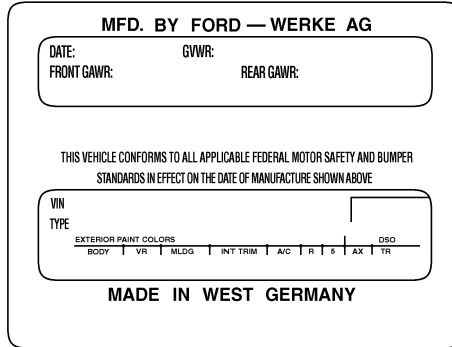 MFD. BY FORD — WERKE AG
DATE: GVWR:
FRONT GAWR: REAR GAWR:
THIS VEHICLE CONFORMS TO ALL APPLICABLE FEDERAL MOTOR SAFETY AND BUMPER
STANDARDS IN EFFECT ON THE DATE OF MANUFACTURE SHOWN ABOVE
VIN
TYPE
EXTERIOR PAINT COLORS DSO
BODY VR MLDG INT TRIM A/C R 5 AX TR
MADE IN WEST GERMANY